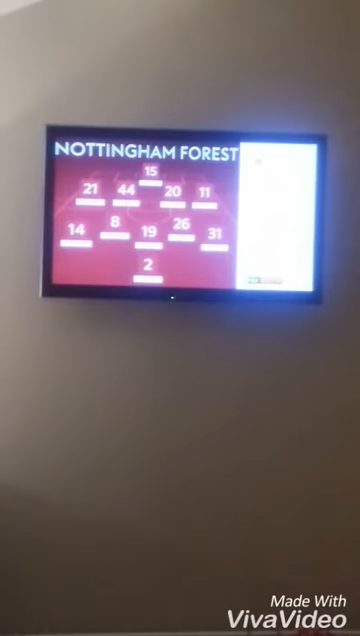 NOTTINGHAM FOREST
15
21 44 20 11
14 8 19 26 31
2
Made With
VivaVideo